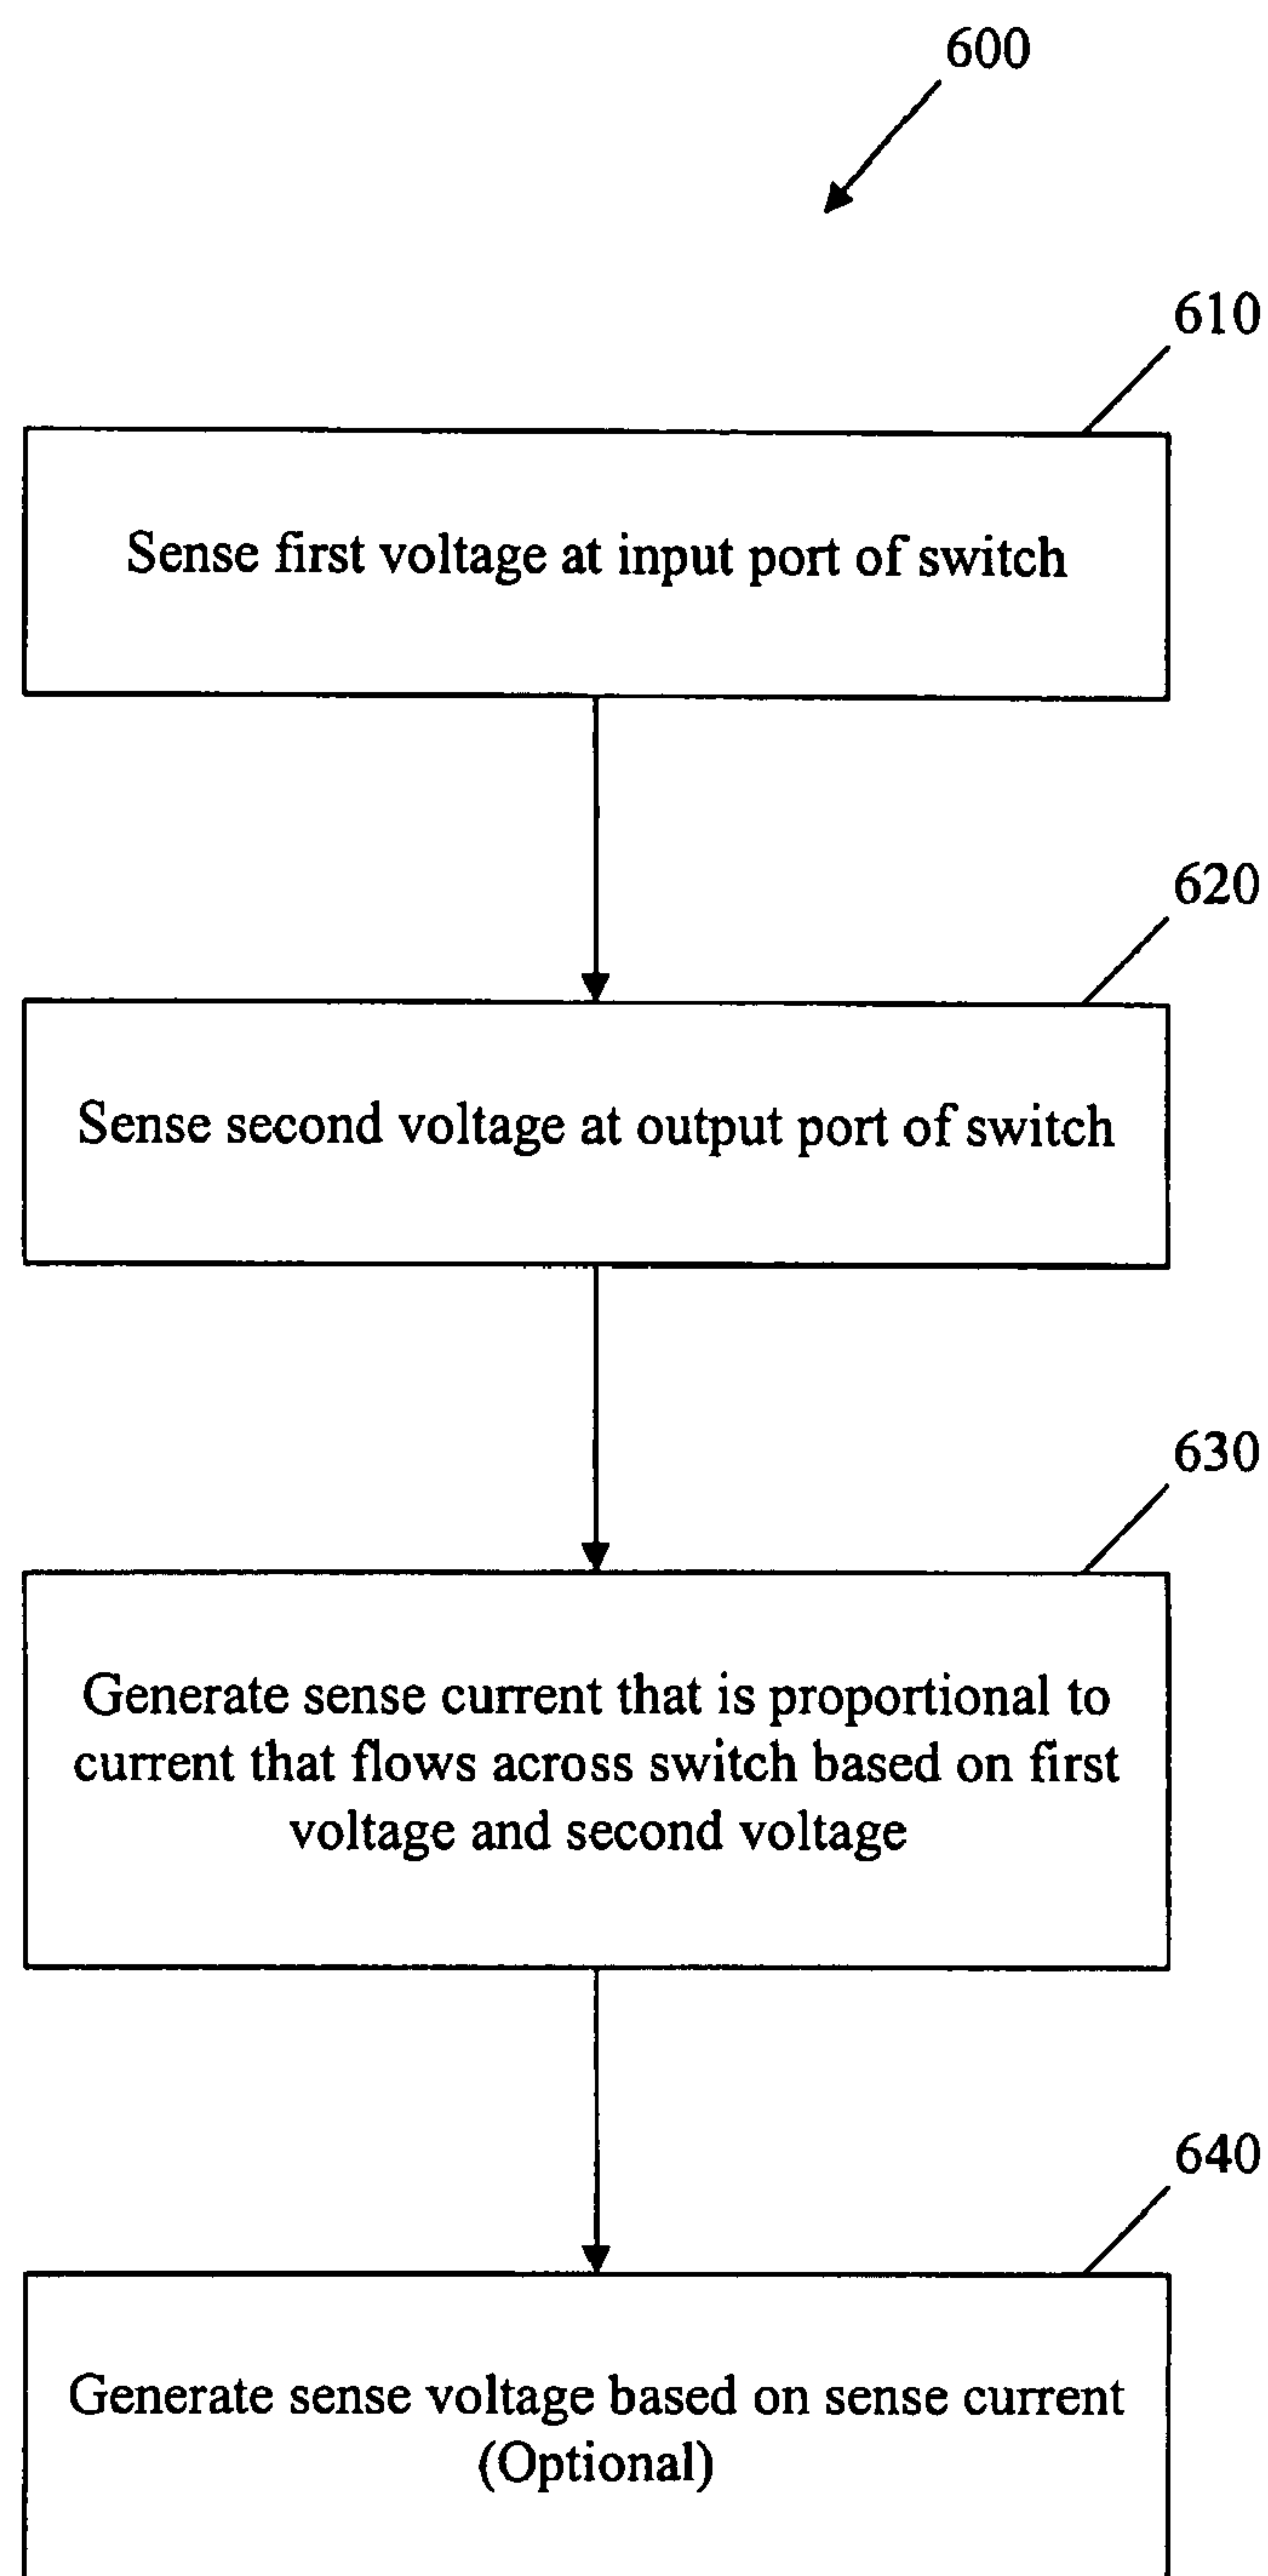 600
610
Sense first voltage at input port of switch
620
Sense second voltage at output port of switch
630
Generate sense current that is proportional to
current that flows across switch based on first
voltage and second voltage
640
Generate sense voltage based on sense current
(Optional)